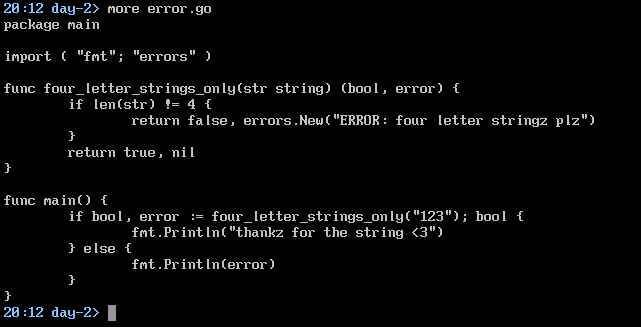 20:12 day-2> more error.go
package main
import ( "fmt"; "errors" )
func four_letter_strings_only(str string) (bool, error) {
if len(str) != 4 {
return false, errors.New("ERROR: four letter stringz plz")
}
return true, nil
}
func main() {
if bool, error := four_letter_strings_only("123"); bool {
fmt.Println("thankz for the string <3")
} else {
fmt.Println(error)
}
}
20:12 day-2>